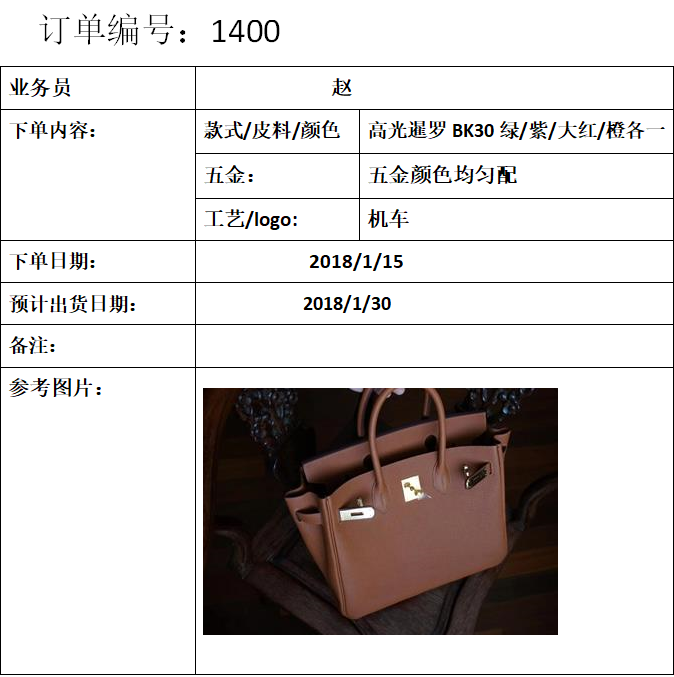 订单编号：1400
业务员 赵
下单内容： 款式/皮料/颜色 高光暹罗 BK30 绿/紫/大红/橙各一
五金： 五金颜色均匀配
工艺/logo: 机车
下单日期： 2018/1/15
预计出货日期： 2018/1/30
备注：
参考图片：